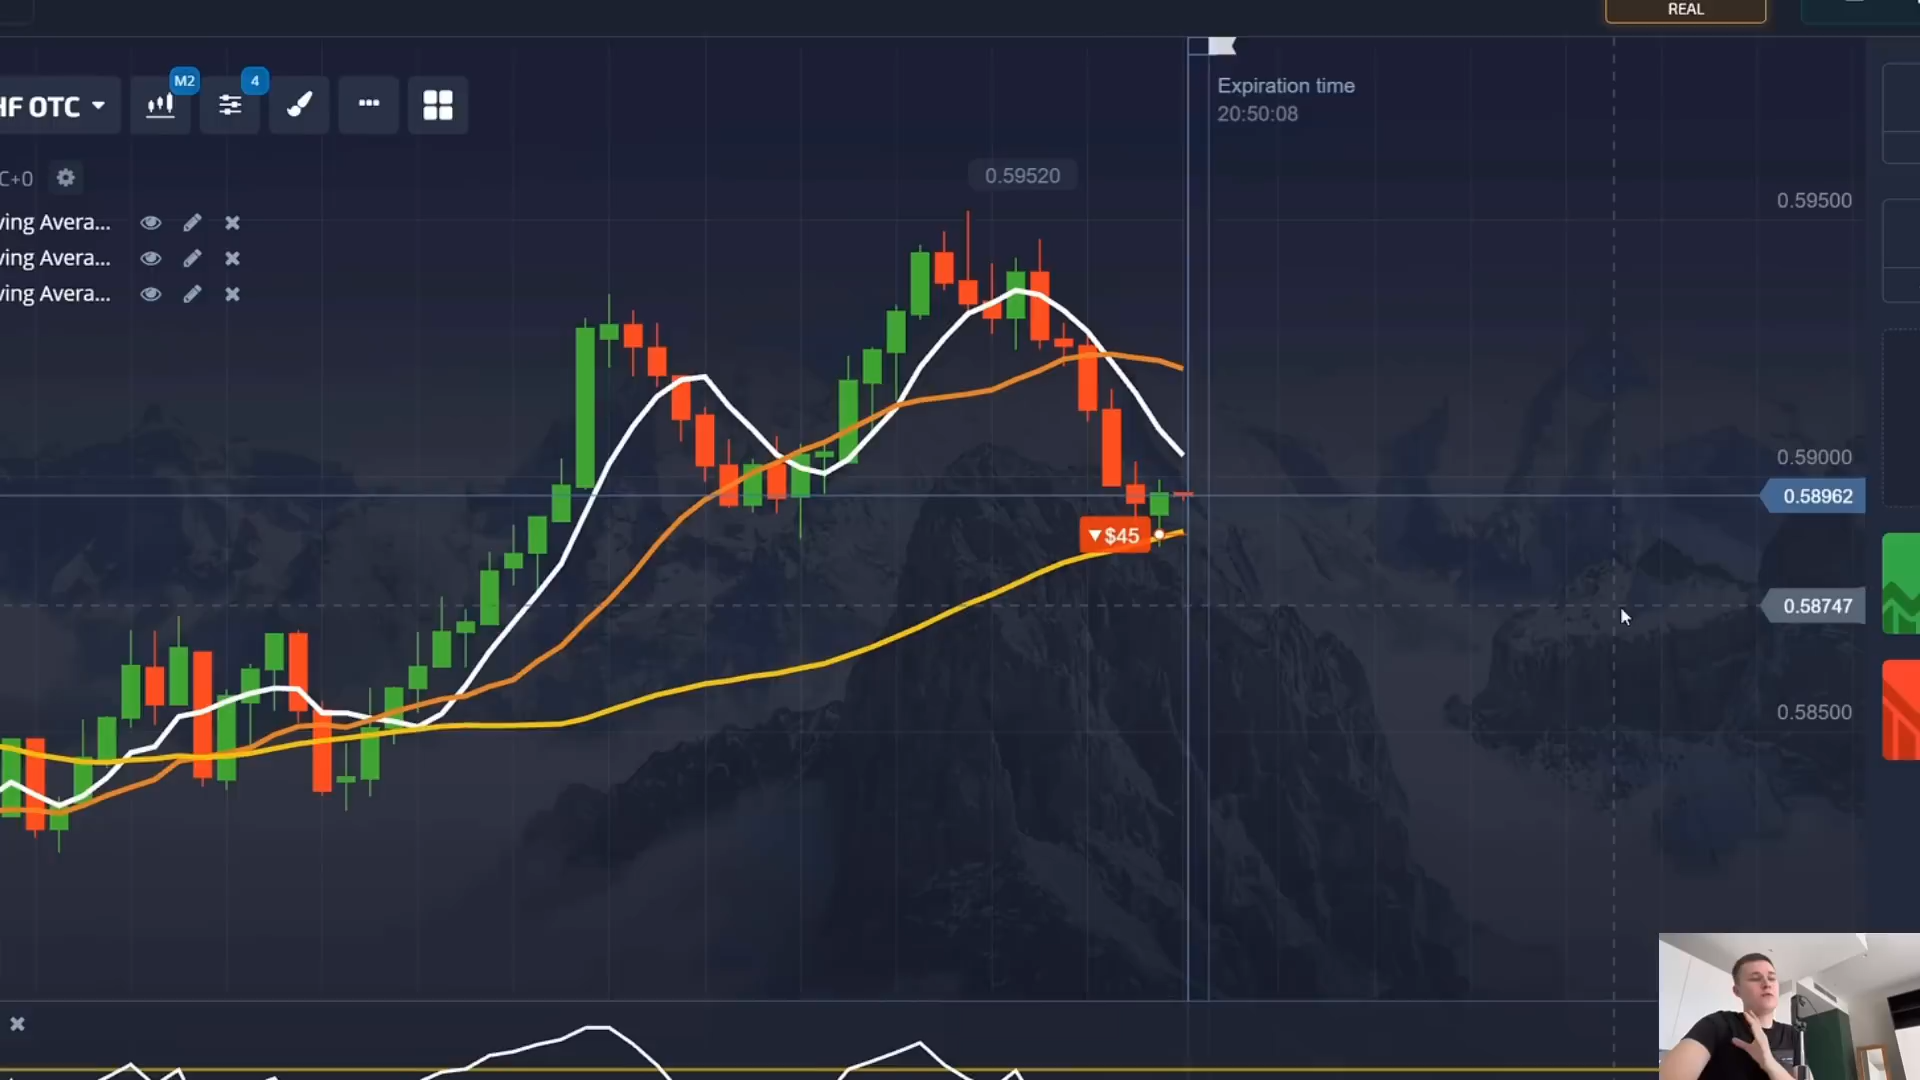 REAL
Expiration time
20:50:08
M2
4
HF OTC
C+0
ving Avera...
ving Avera...
ving Avera...
0.59520
0.59500
0.59000
0.58962
▼$45
0.58747
0.58500